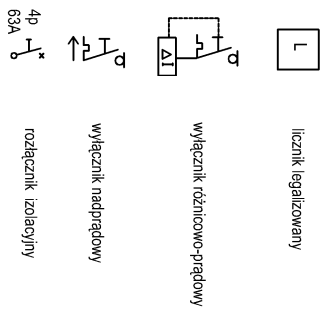 L
licznik legalizowany
wyłącznik różnicowo-prądowy
wyłącznik nadprądowy
4p
63A
rozłącznik izolacyjny